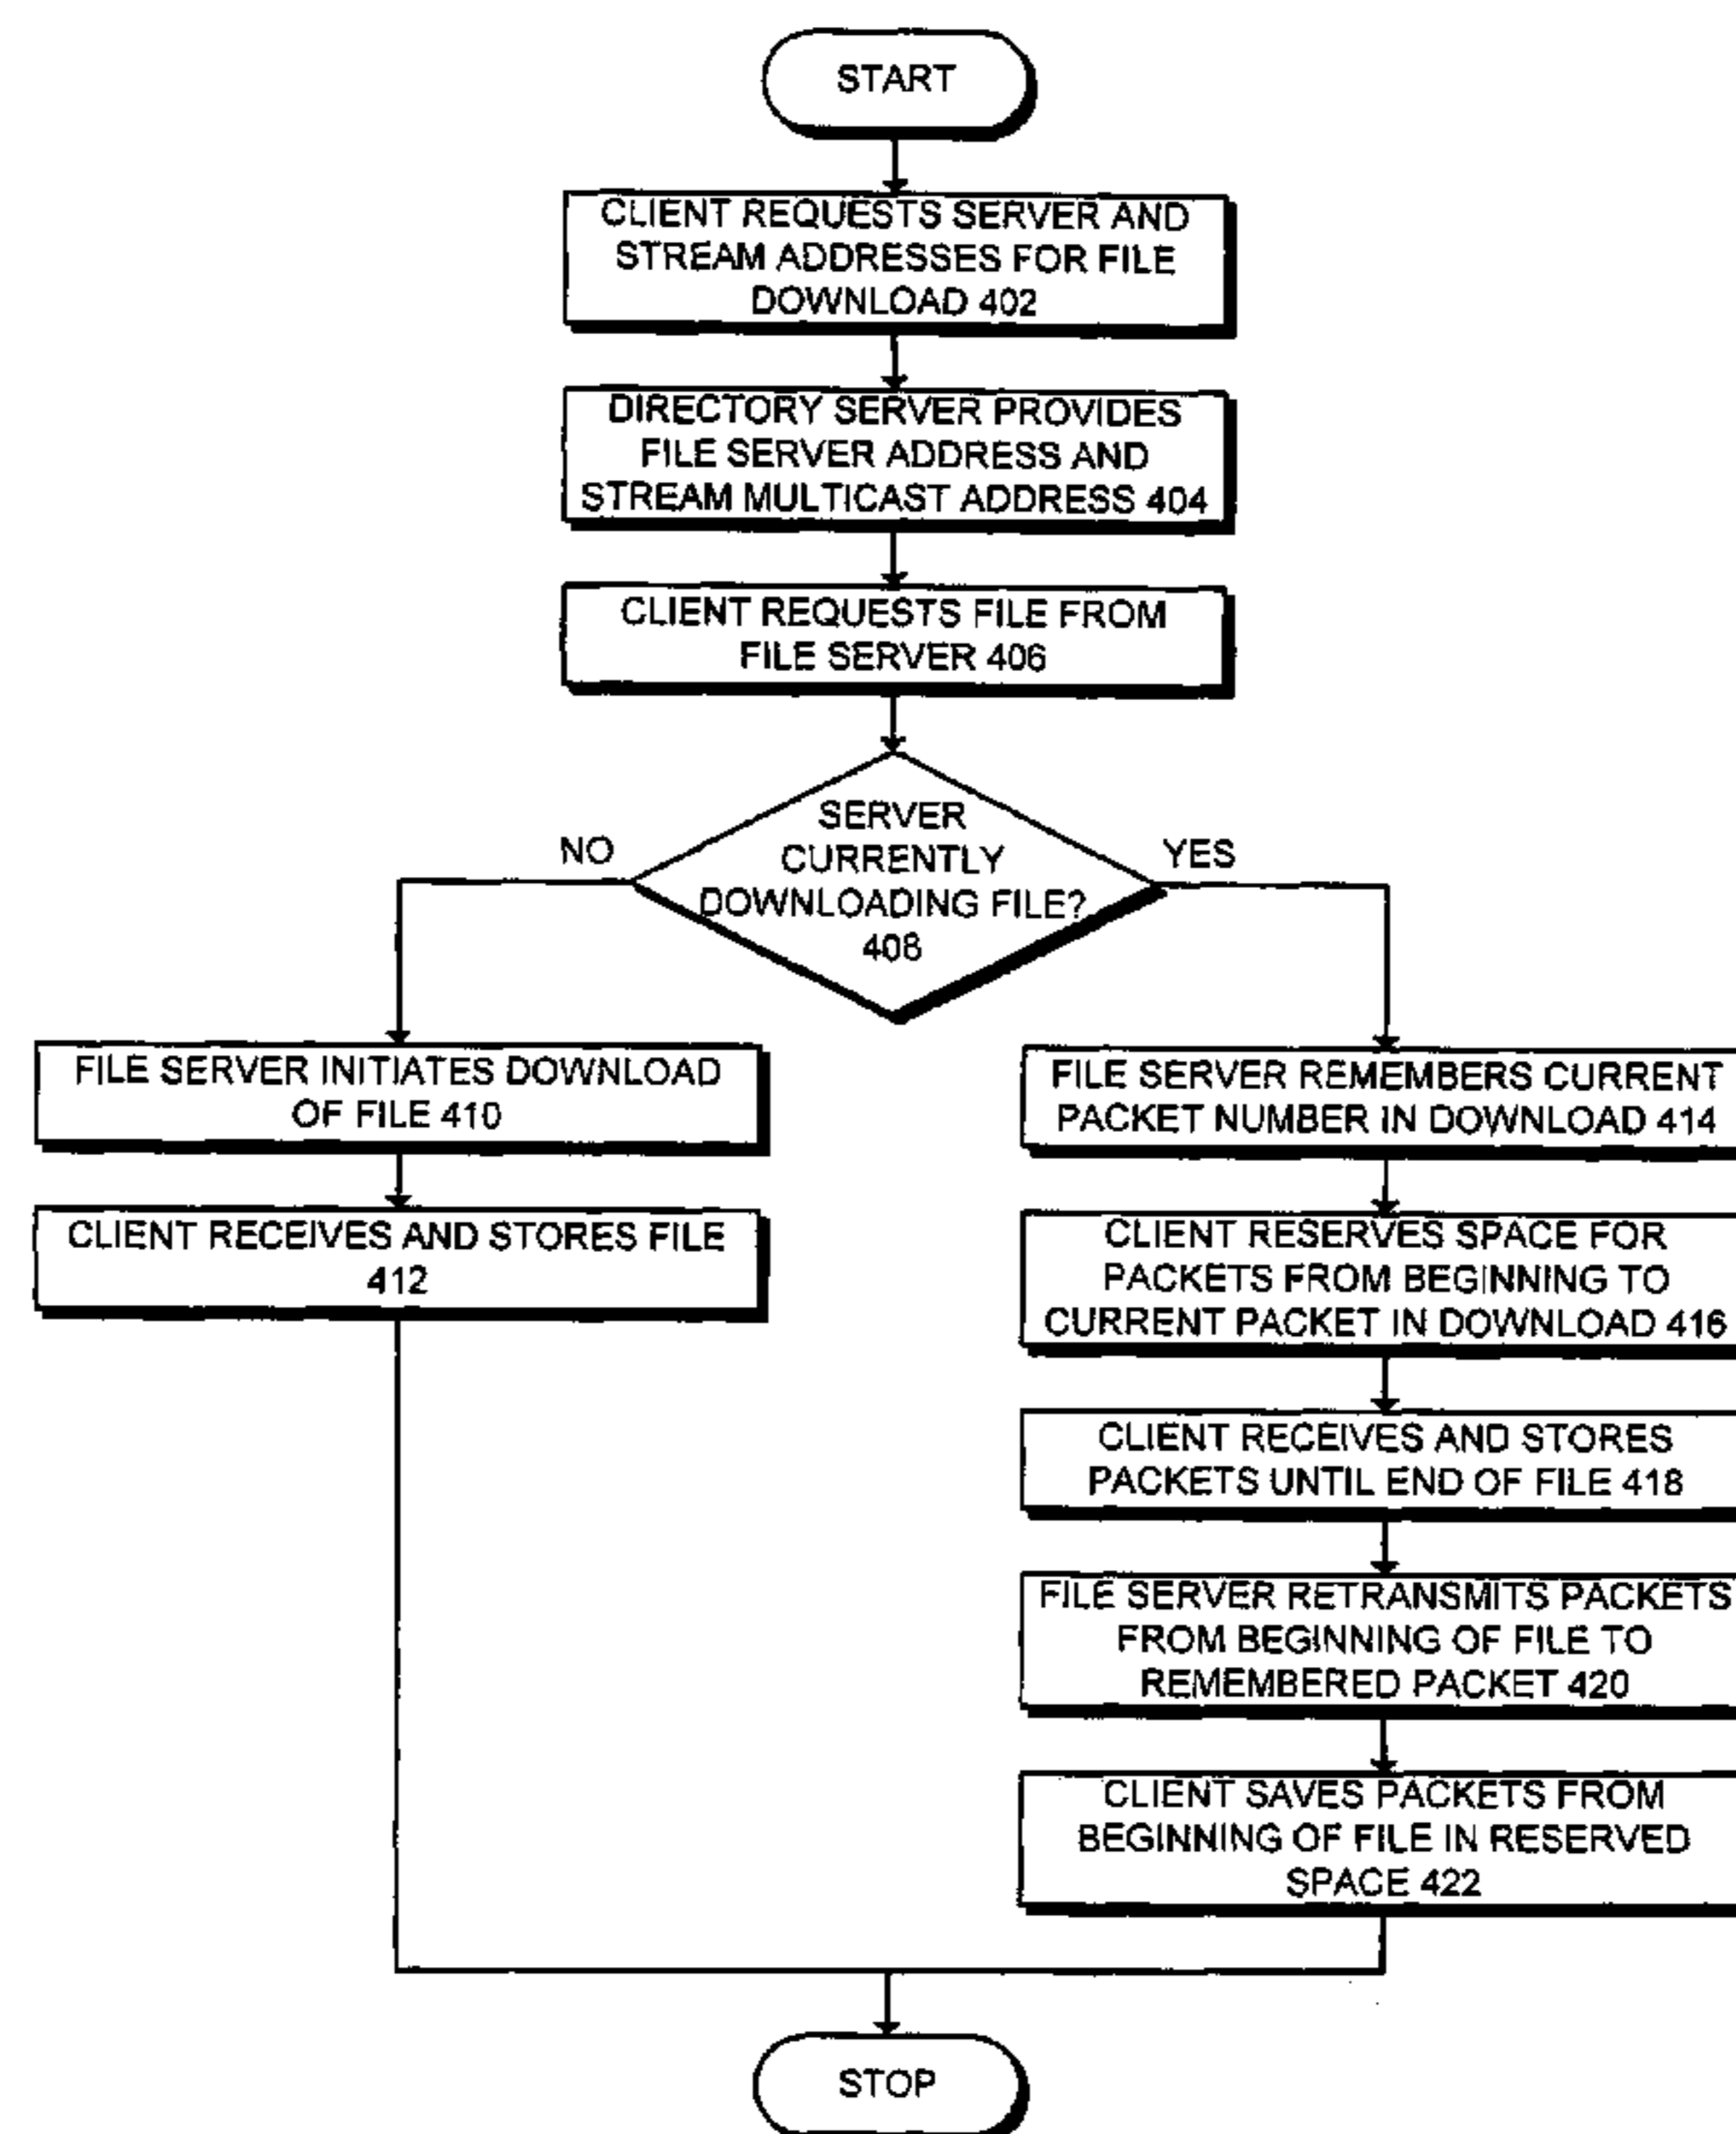 START
CLIENT REQUESTS SERVER AND
STREAM ADDRESSES FOR FILE
DOWNLOAD 402
DIRECTORY SERVER PROVIDES
FILE SERVER ADDRESS AND
STREAM MULTICAST ADDRESS 404
CLIENT REQUESTS FILE FROM
FILE SERVER 406
SERVER
CURRENTLY
DOWNLOADING FILE?
408
NO
YES
FILE SERVER INITIATES DOWNLOAD
OF FILE 410
CLIENT RECEIVES AND STORES FILE
412
FILE SERVER REMEMBERS CURRENT
PACKET NUMBER IN DOWNLOAD 414
CLIENT RESERVES SPACE FOR
PACKETS FROM BEGINNING TO
CURRENT PACKET IN DOWNLOAD 416
CLIENT RECEIVES AND STORES
PACKETS UNTIL END OF FILE 418
FILE SERVER RETRANSMITS PACKETS
FROM BEGINNING OF FILE TO
REMEMBERED PACKET 420
CLIENT SAVES PACKETS FROM
BEGINNING OF FILE IN RESERVED
SPACE 422
STOP